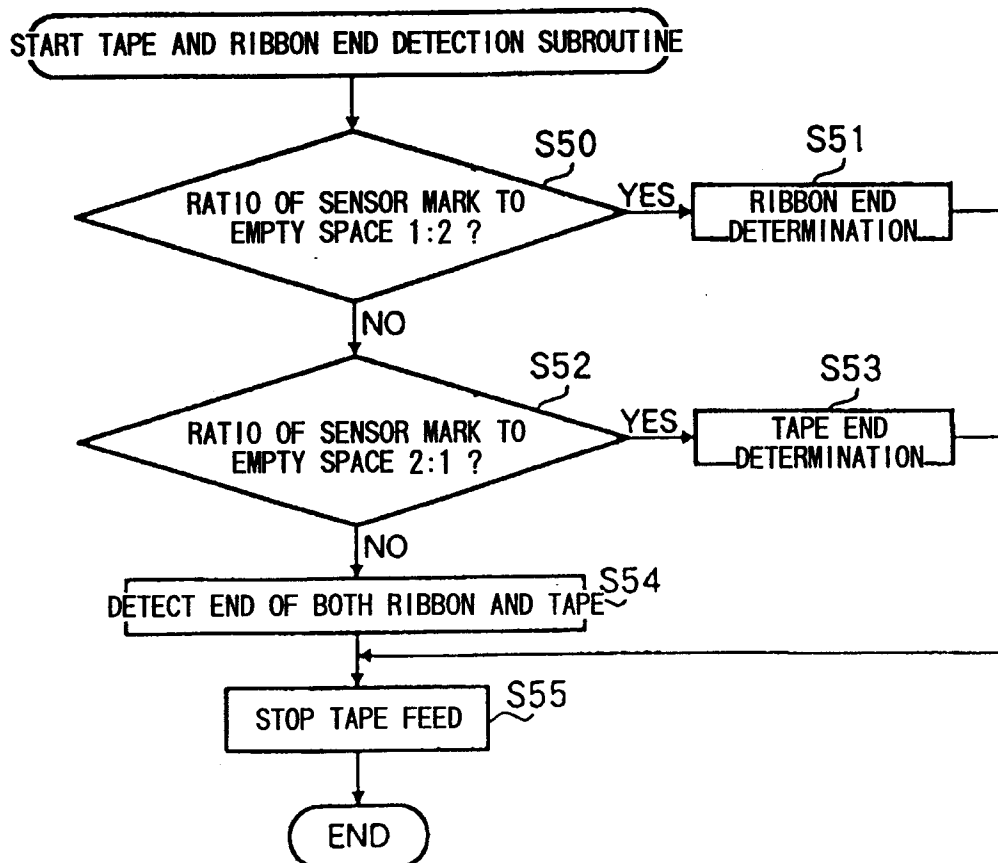 START TAPE AND RIBBON END DETECTION SUBROUTINE
S50
RATIO OF SENSOR MARK TO
EMPTY SPACE 1:2 ?
YES
S51
RIBBON END
DETERMINATION
NO
S52
RATIO OF SENSOR MARK TO
EMPTY SPACE 2:1 ?
YES
S53
TAPE END
DETERMINATION
NO
DETECT END OF BOTH RIBBON AND TAPE
S54
STOP TAPE FEED
S55
END